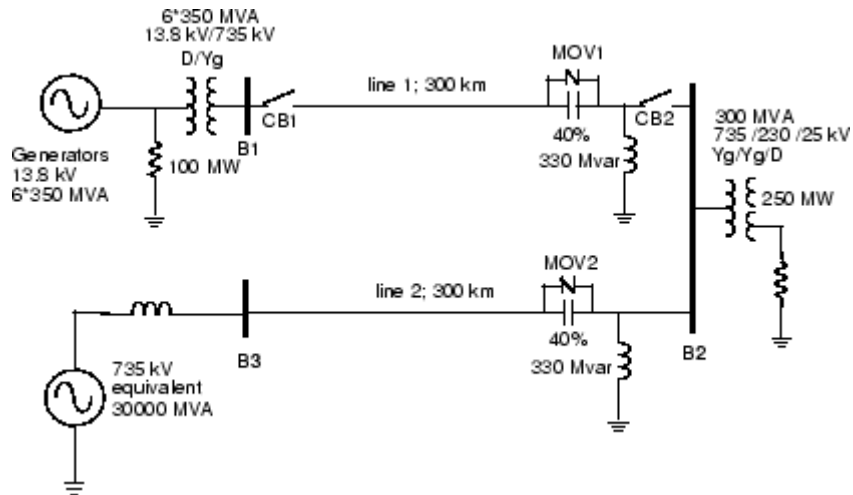 6*350 MVA
13.8 kV/735 kV
D/Yg
Generators
13.8 kV
6*350 MVA
100 MW
B1
CB1
line 1; 300 km
MOV1
40%
330 Mvar
CB2
300 MVA
735 /230 /25 kV
Yg/Yg/D
250 MW
735 kV
equivalent
30000 MVA
B3
line 2; 300 km
MOV2
40%
330 Mvar
B2